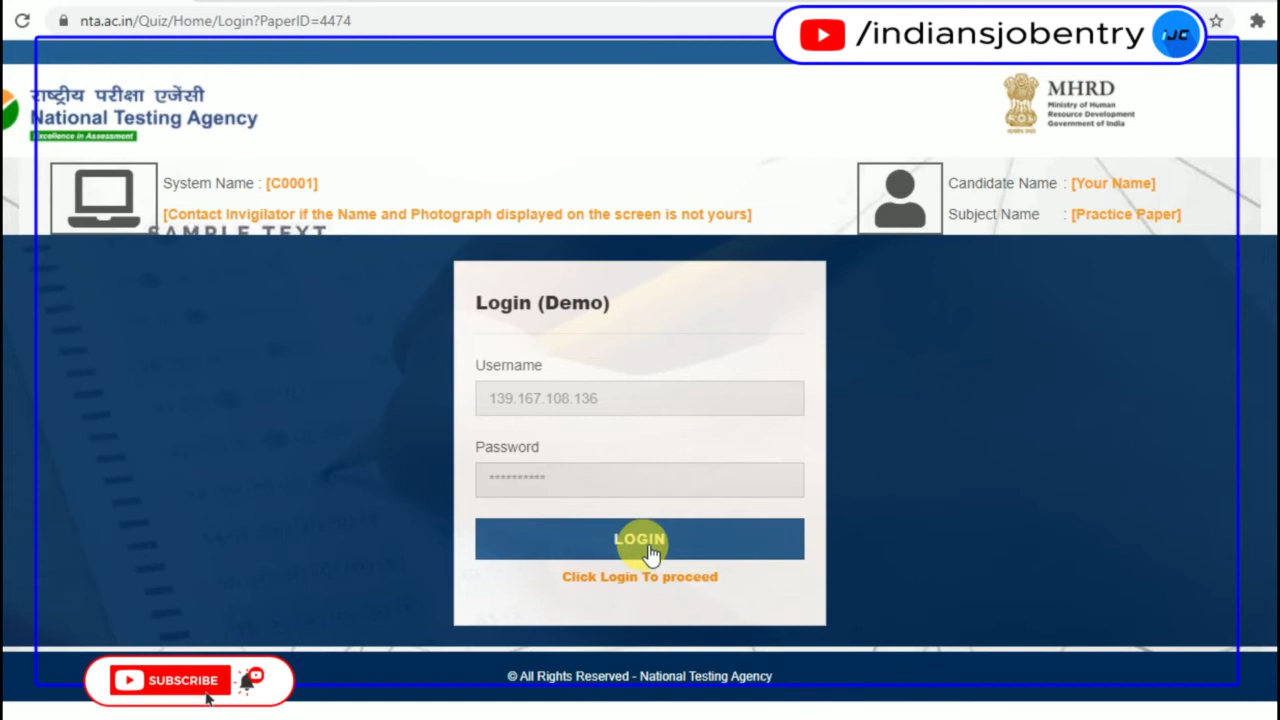 nta.ac.in/Quiz/Home/Login?PaperID=4474
/indiansjobentry
IJC
राष्ट्रीय परीक्षा एजेंसी
National Testing Agency
Excellence in Assessment
MHRD
Ministry of Human
Resource Development
Government of India
System Name : [C0001]
[Contact Invigilator if the Name and Photograph displayed on the screen is not yours]
Candidate Name : [Your Name]
Subject Name : [Practice Paper]
SAMPLE TEXT
Login (Demo)
Username
139.167.108.136
Password
**********
LOGIN
Click Login To proceed
SUBSCRIBE
© All Rights Reserved - National Testing Agency